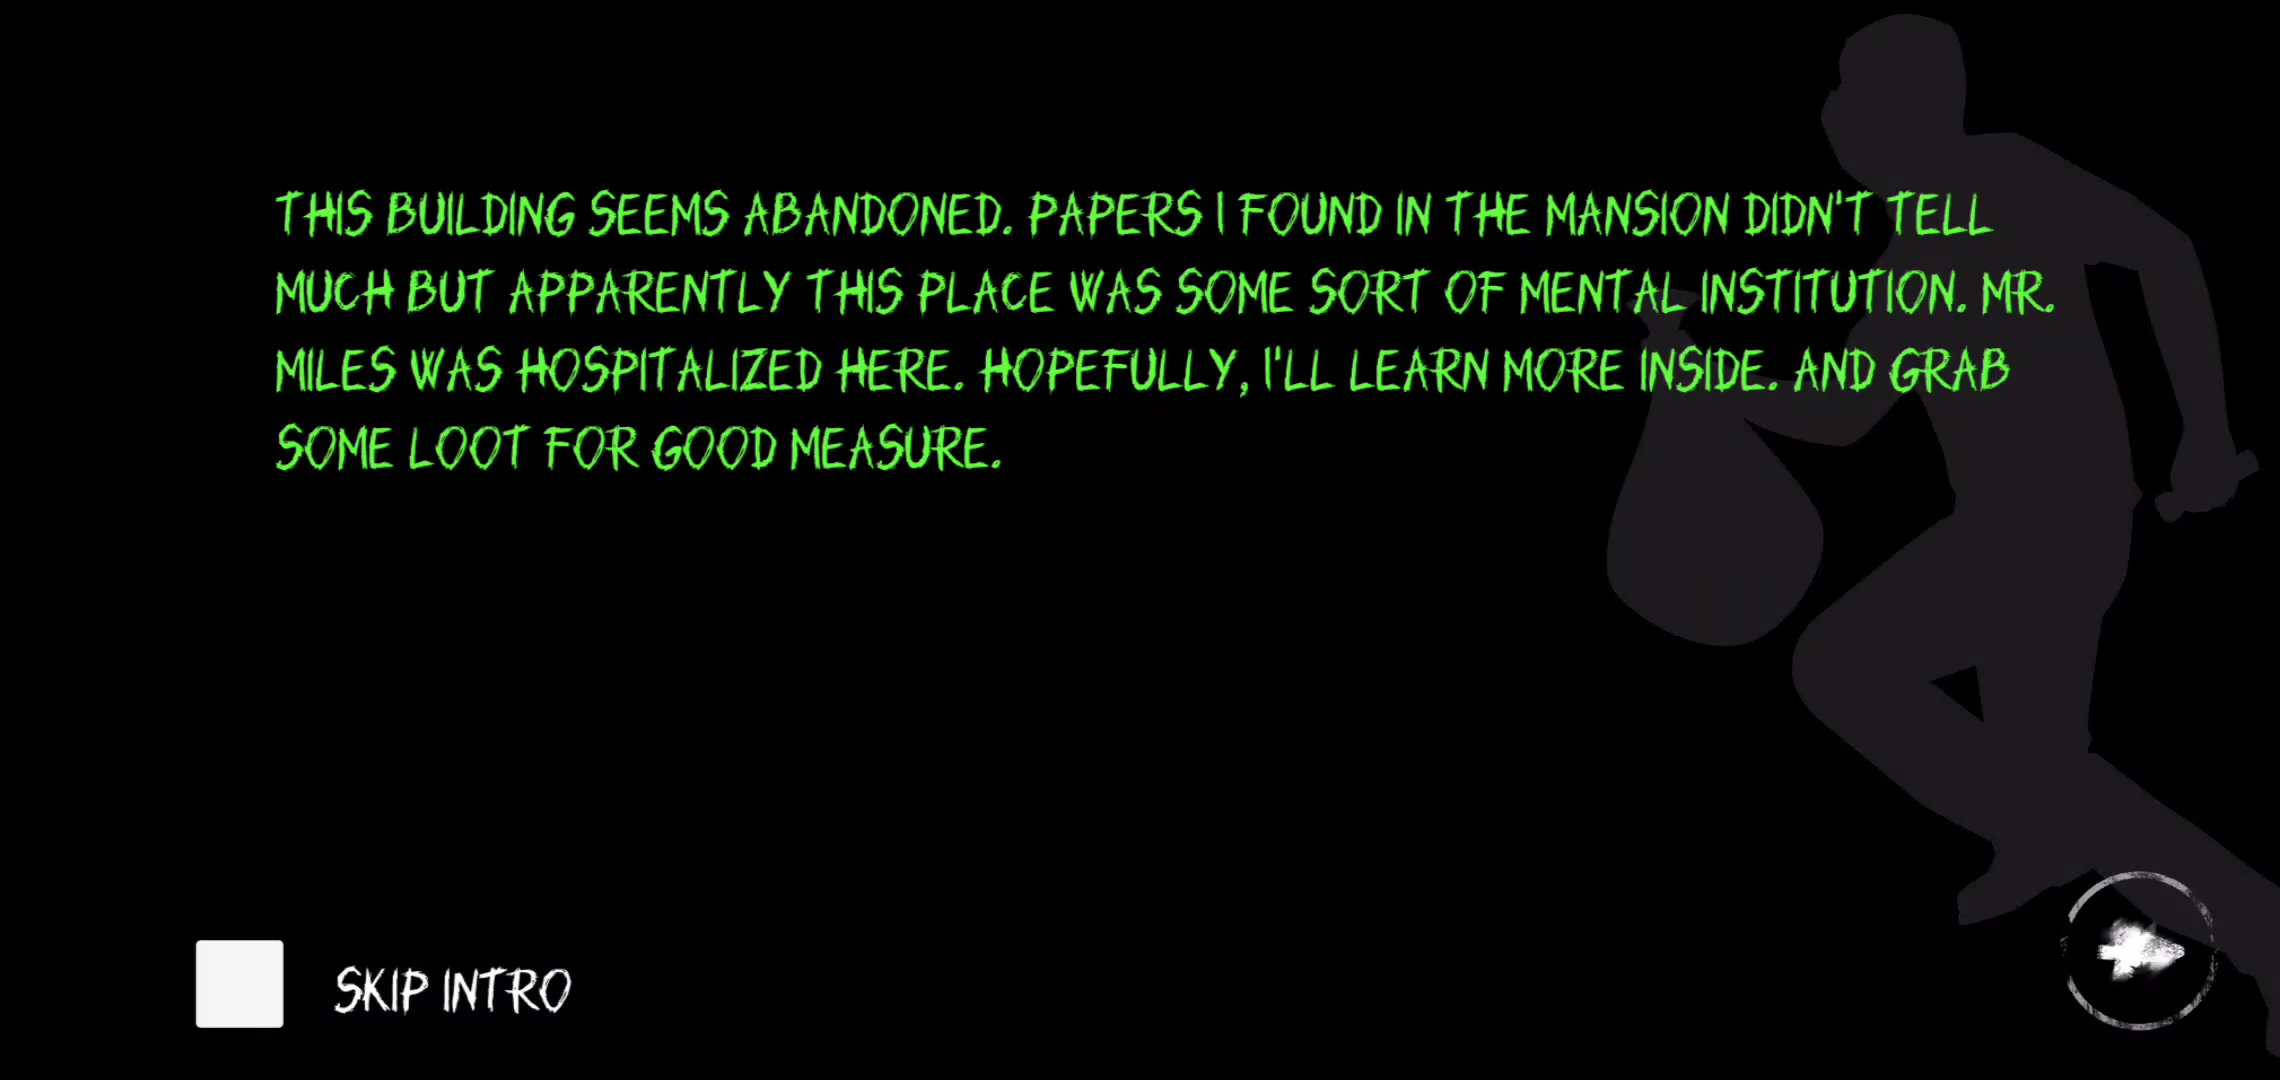 THIS BUILDING SEEMS ABANDONED. PAPERS I FOUND IN THE MANSION DIDN'T TELL
MUCH BUT APPARENTLY THIS PLACE WAS SOME SORT OF MENTAL INSTITUTION. MR.
MILES WAS HOSPITALIZED HERE. HOPEFULLY, I'LL LEARN MORE INSIDE. AND GRAB
SOME LOOT FOR GOOD MEASURE.
SKIP INTRO